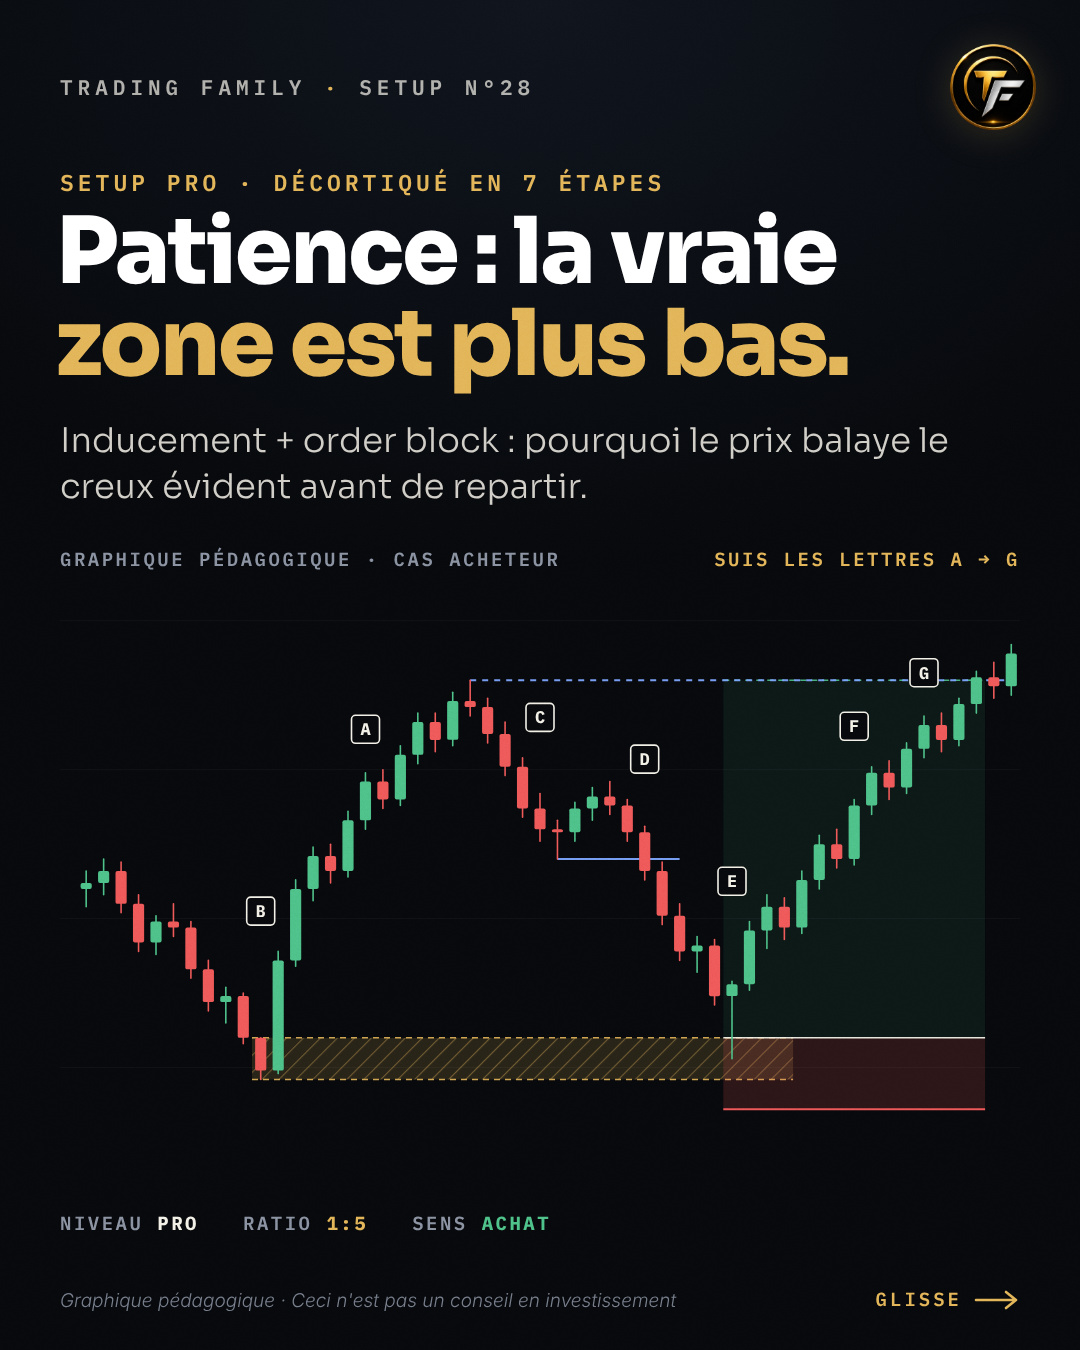 TRADING FAMILY · SETUP N°28
TF
SETUP PRO · DÉCORTIQUÉ EN 7 ÉTAPES
Patience : la vraie
zone est plus bas.
Inducement + order block : pourquoi le prix balaye le
creux évident avant de repartir.
GRAPHIQUE PÉDAGOGIQUE · CAS ACHETEUR
SUIS LES LETTRES A → G
A
B
C
D
E
F
G
NIVEAU PRO
RATIO 1:5
SENS ACHAT
Graphique pédagogique · Ceci n'est pas un conseil en investissement
GLISSE →